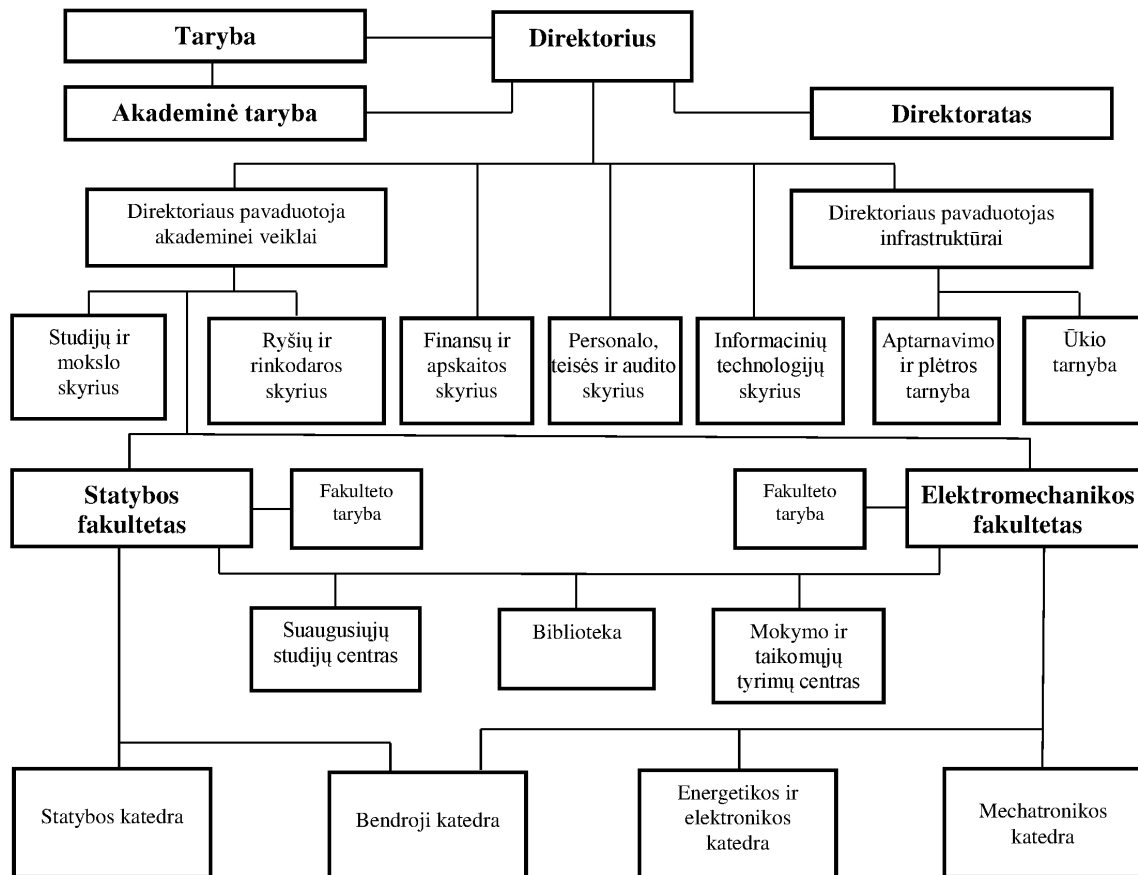 Taryba
Direktorius
Akademinė taryba
Direktoratas
Direktoriaus pavaduotoja
akademinei veiklai
Direktoriaus pavaduotojas
infrastruktūrai
Studijų ir
mokslo
skyrius
Ryšių ir
rinkodaros
skyrius
Finansų ir
apskaitos
skyrius
Personalo,
teisės ir audito
skyrius
Informacinių
technologijų
skyrius
Aptarnavimo
ir plėtros
tarnyba
Ūkio
tarnyba
Statybos
fakultetas
Fakulteto
taryba
Fakulteto
taryba
Elektromechanikos
fakultetas
Suaugusiųjų
studijų centras
Biblioteka
Mokymo ir
taikomųjų
tyrimų centras
Statybos katedra
Bendroji katedra
Energetikos ir
elektronikos
katedra
Mechatronikos
katedra